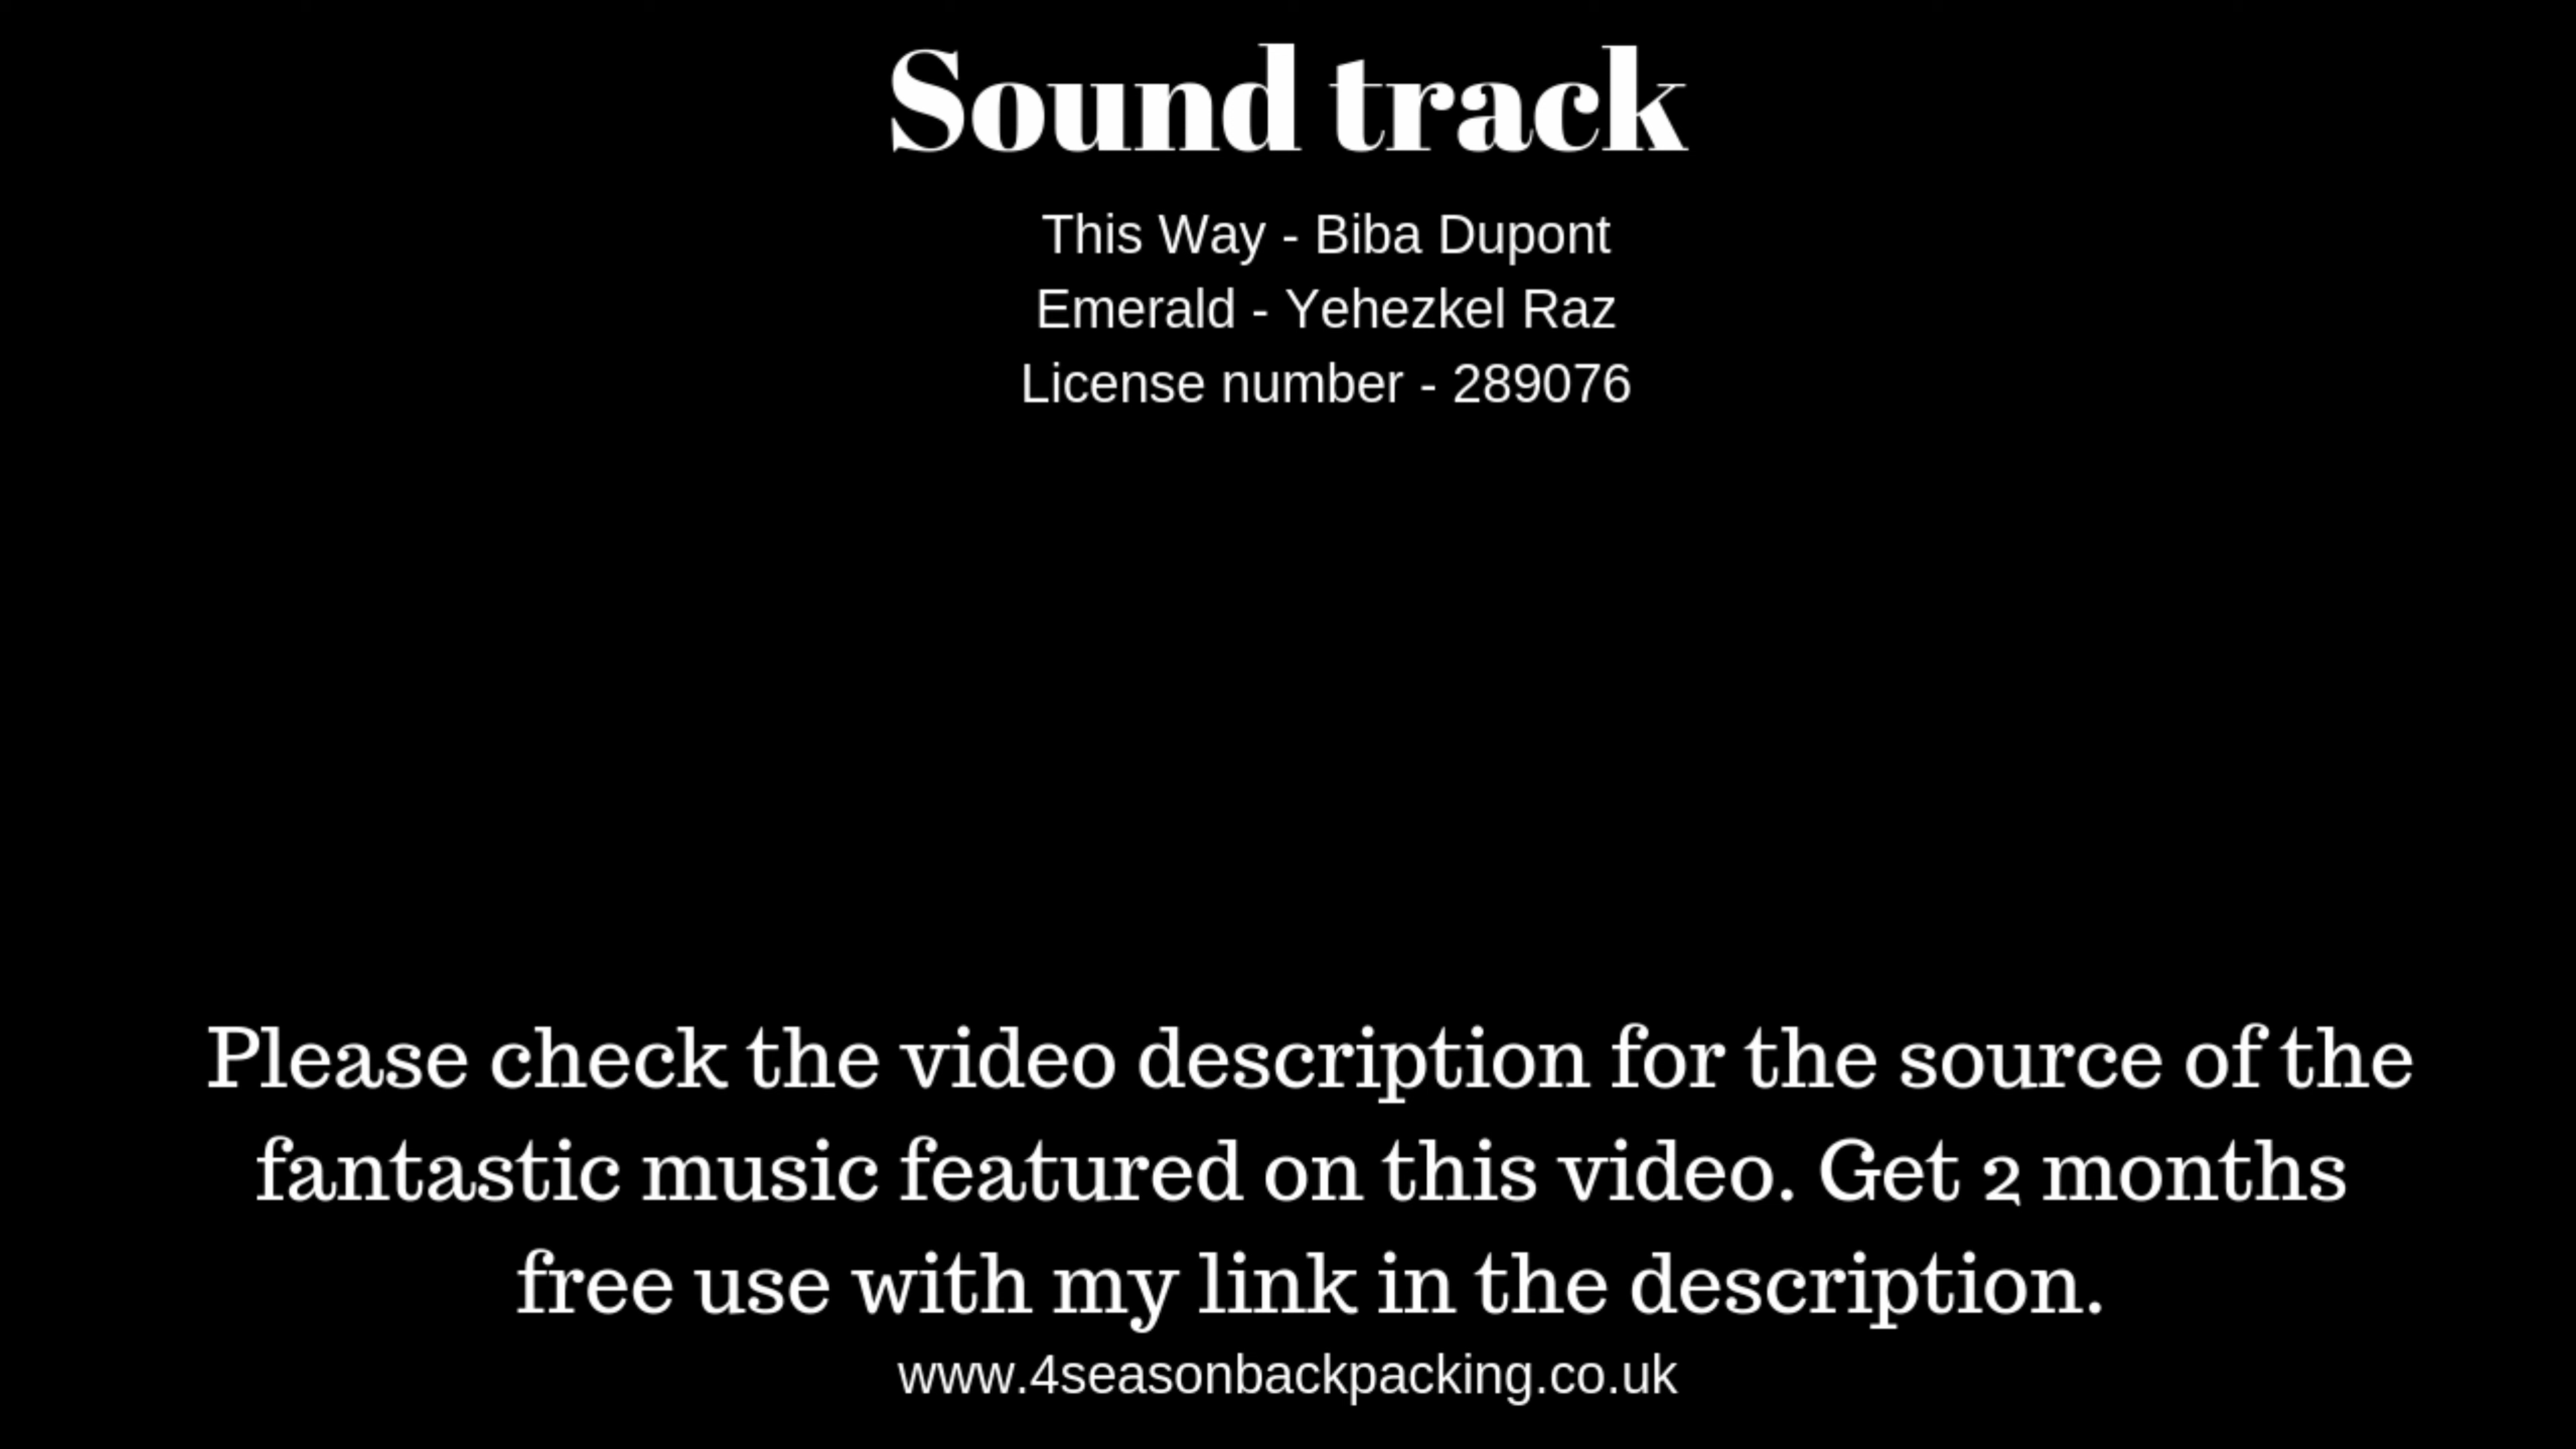 Sound track
This Way - Biba Dupont
Emerald - Yehezkel Raz
License number - 289076
Please check the video description for the source of the
fantastic music featured on this video. Get 2 months
free use with my link in the description.
www.4seasonbackpacking.co.uk